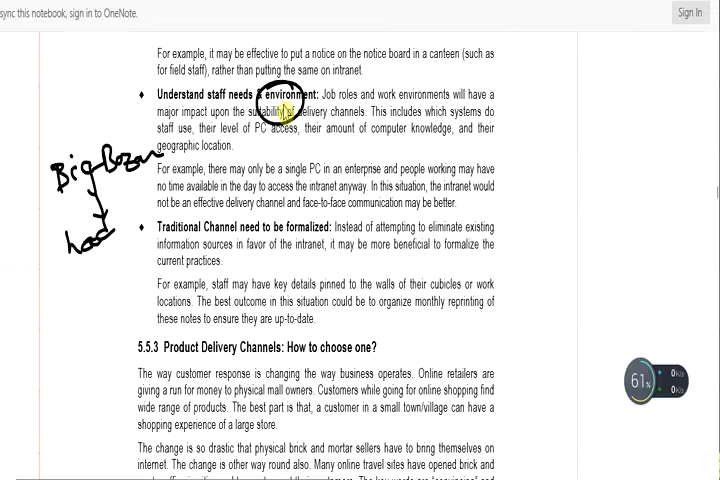 sync this notebook, sign in to OneNote.
Sign In
For example, it may be effective to put a notice on the notice board in a canteen (such as
for field staff), rather than putting the same on intranet.
♦ Understand staff needs & environment: Job roles and work environments will have a
major impact upon the suitability of delivery channels. This includes which systems do
staff use, their level of PC access, their amount of computer knowledge, and their
geographic location.
Big Bazar
For example, there may only be a single PC in an enterprise and people working may have
no time available in the day to access the intranet anyway. In this situation, the intranet would
not be an effective delivery channel and face-to-face communication may be better.
♦ Traditional Channel need to be formalized: Instead of attempting to eliminate existing
information sources in favor of the intranet, it may be more beneficial to formalize the
current practices.
For example, staff may have key details pinned to the walls of their cubicles or work
locations. The best outcome in this situation could be to organize monthly reprinting of
these notes to ensure they are up-to-date.
5.5.3 Product Delivery Channels: How to choose one?
The way customer response is changing the way business operates. Online retailers are
giving a run for money to physical mall owners. Customers while going for online shopping find
wide range of products. The best part is that, a customer in a small town/village can have a
shopping experience of a large store.
The change is so drastic that physical brick and mortar sellers have to bring themselves on
internet. The change is other way round also. Many online travel sites have opened brick and
61%
0K/s
0K/s